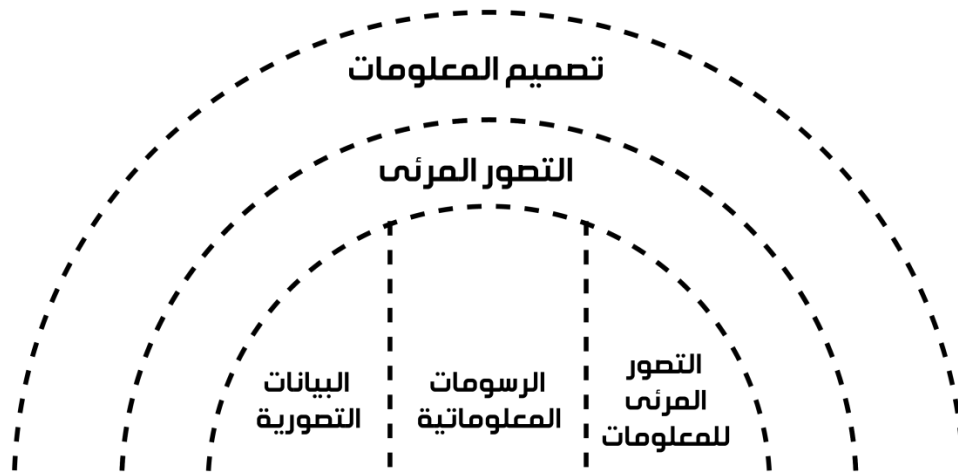 تصميم المعلومات
التصور المرئى
التصور
المرئى
للمعلومات
الرسومات
المعلوماتية
البيانات
التصورية